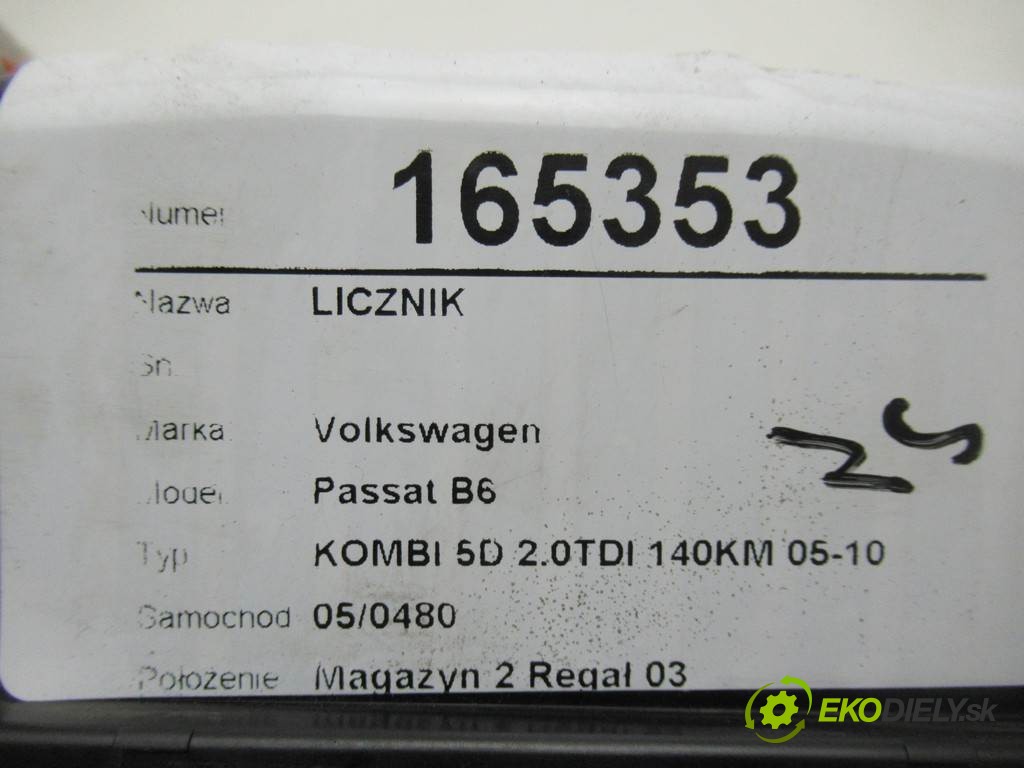 Numer 165353
Nazwa LICZNIK
Sn
Marka Volkswagen
Model Passat B6
Typ KOMBI 5D 2.0TDI 140KM 05-10
Samochod 05/0480
Położenie Magazyn 2 Regał 03
EKODIELY.sk